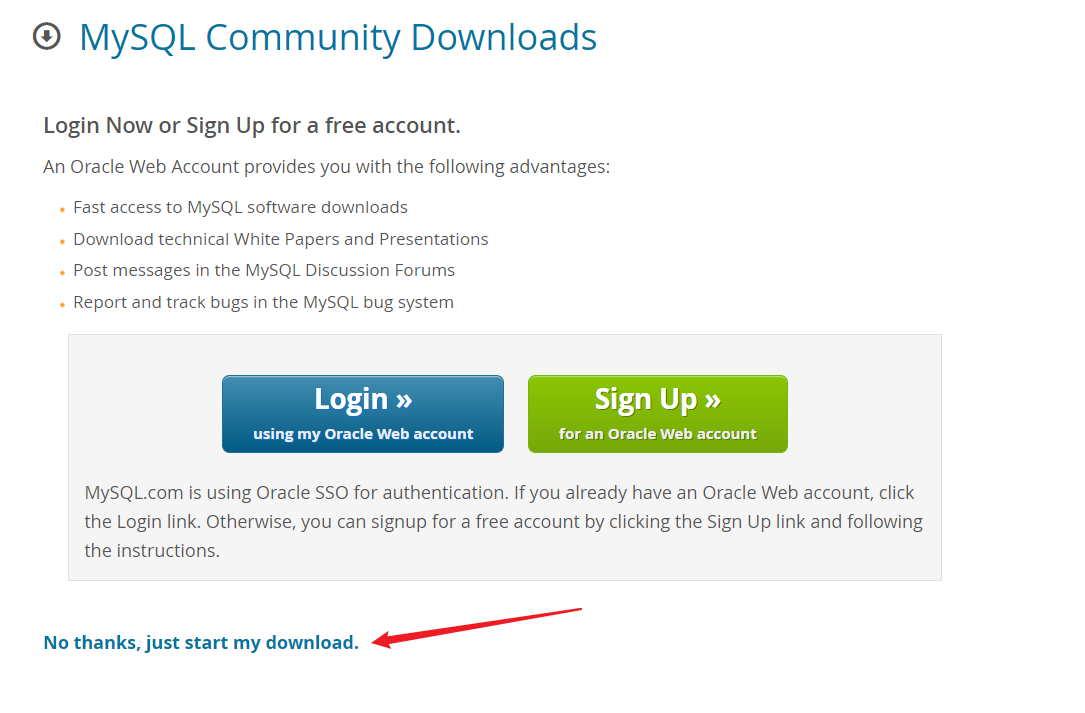 MySQL Community Downloads
Login Now or Sign Up for a free account.
An Oracle Web Account provides you with the following advantages:
Fast access to MySQL software downloads
Download technical White Papers and Presentations
Post messages in the MySQL Discussion Forums
Report and track bugs in the MySQL bug system
Login »
using my Oracle Web account
Sign Up »
for an Oracle Web account
MySQL.com is using Oracle SSO for authentication. If you already have an Oracle Web account, click
the Login link. Otherwise, you can signup for a free account by clicking the Sign Up link and following
the instructions.
No thanks, just start my download.